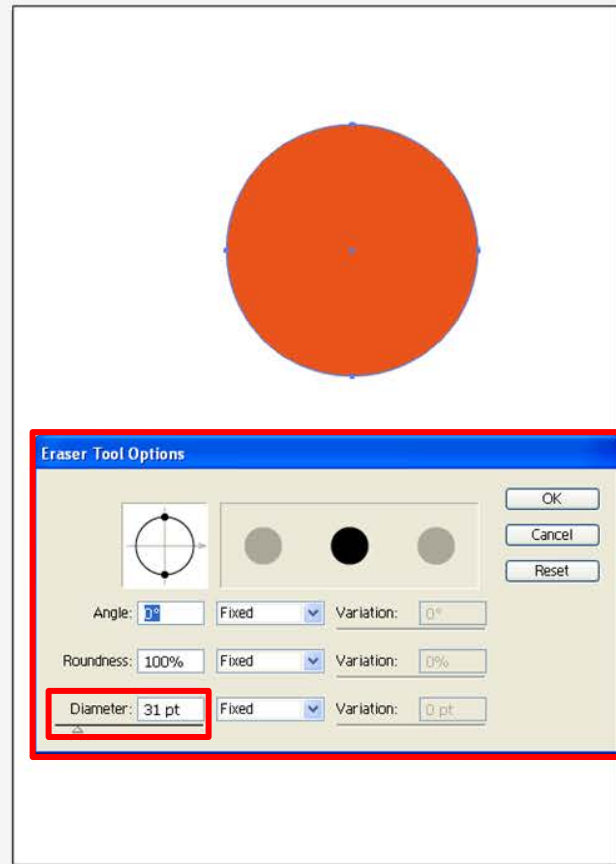 Eraser Tool Options
OK
Cancel
Reset
Angle: 0° Fixed Variation: 0°
Roundness: 100% Fixed Variation: 0%
Diameter: 31 pt Fixed Variation: 0 pt